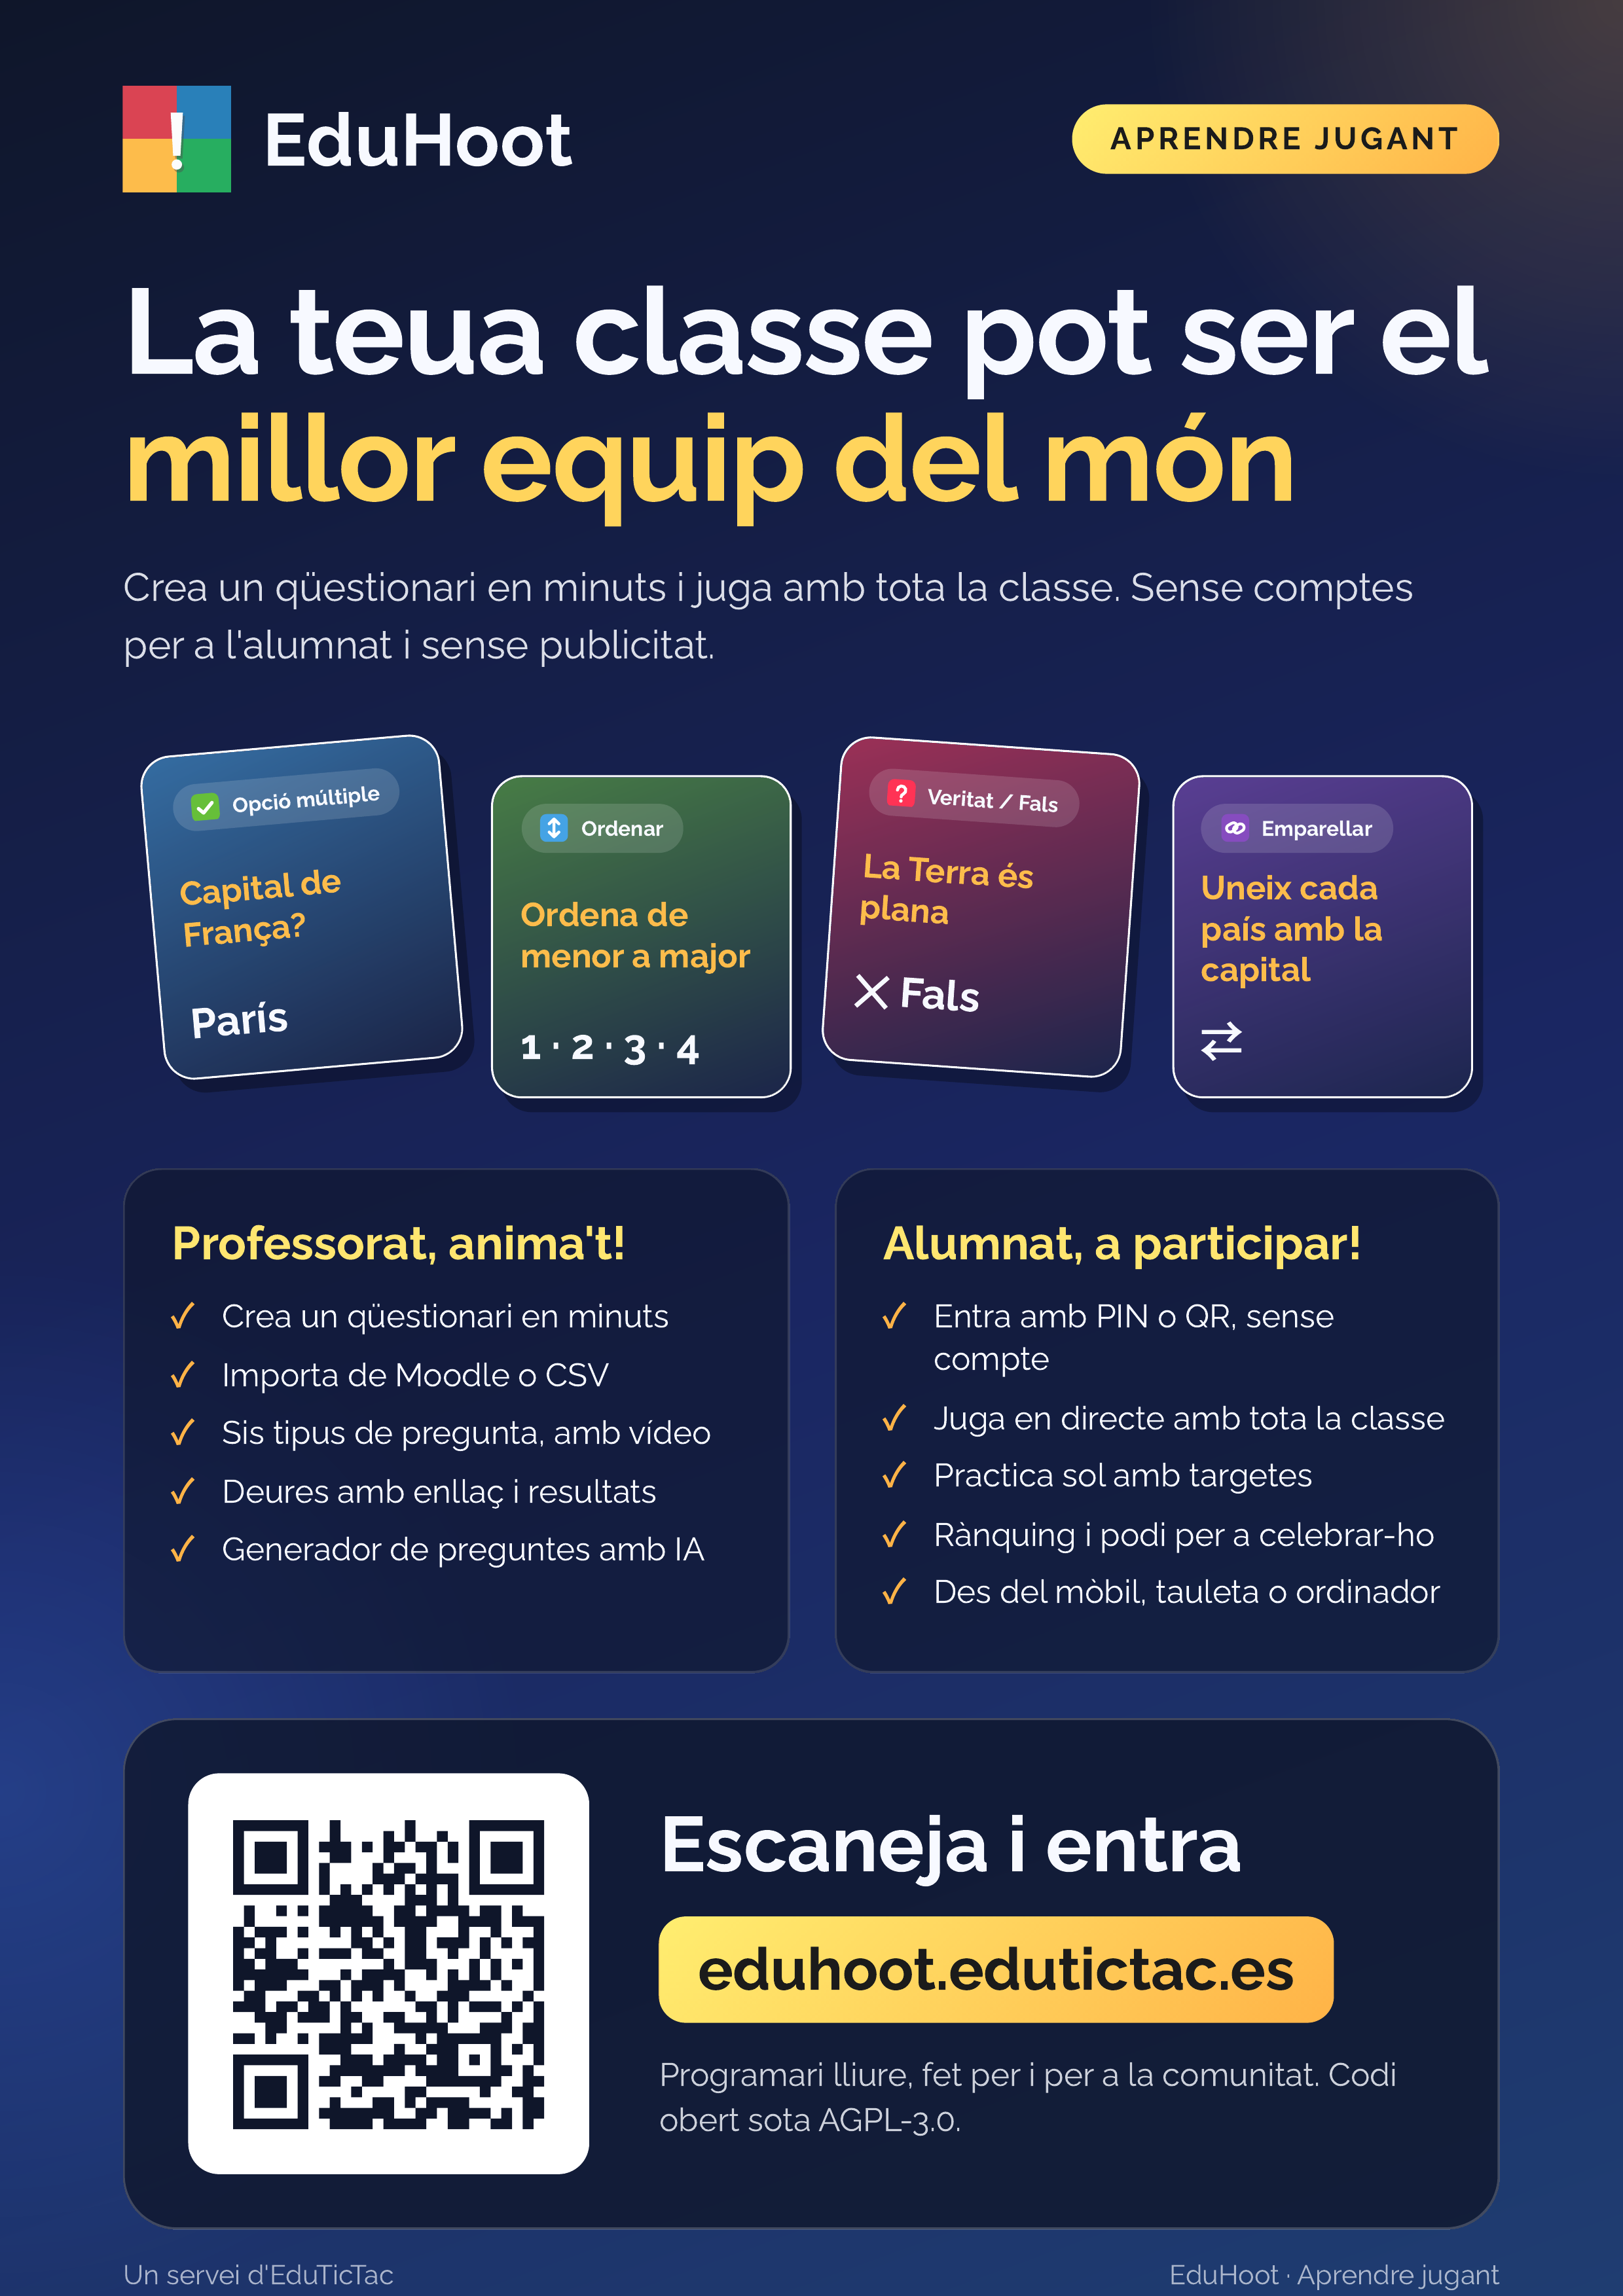 !
EduHoot
APRENDRE JUGANT
La teua classe pot ser el
millor equip del món
Crea un qüestionari en minuts i juga amb tota la classe. Sense comptes
per a l'alumnat i sense publicitat.
Opció múltiple
Capital de
França?
París
Ordenar
Ordena de
menor a major
1 · 2 · 3 · 4
? Veritat / Fals
La Terra és
plana
✕ Fals
Emparellar
Uneix cada
país amb la
capital
⇄
Professorat, anima't!
✓ Crea un qüestionari en minuts
✓ Importa de Moodle o CSV
✓ Sis tipus de pregunta, amb vídeo
✓ Deures amb enllaç i resultats
✓ Generador de preguntes amb IA
Alumnat, a participar!
✓ Entra amb PIN o QR, sense
compte
✓ Juga en directe amb tota la classe
✓ Practica sol amb targetes
✓ Rànquing i podi per a celebrar-ho
✓ Des del mòbil, tauleta o ordinador
Escaneja i entra
eduhoot.edutictac.es
Programari lliure, fet per i per a la comunitat. Codi
obert sota AGPL-3.0.
Un servei d'EduTicTac
EduHoot · Aprendre jugant